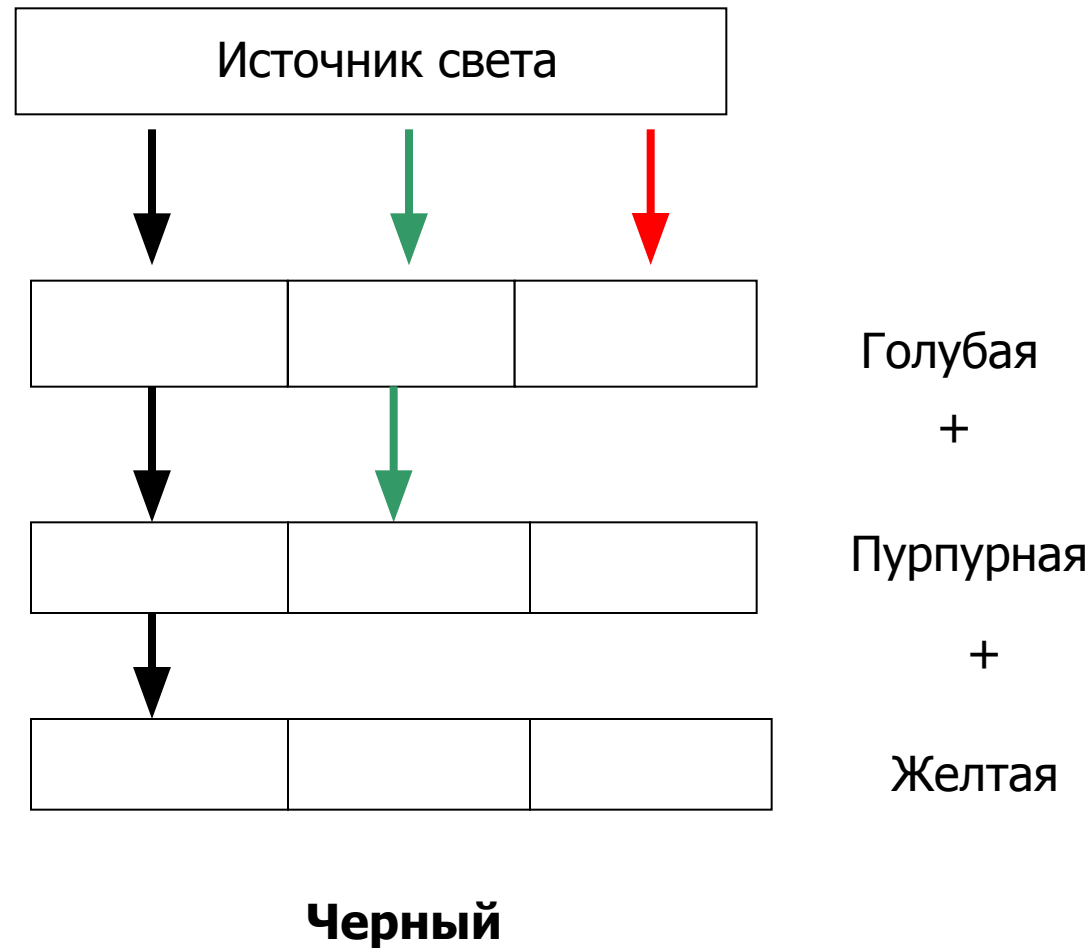 Источник света
Голубая
+
Пурпурная
+
Желтая
Черный